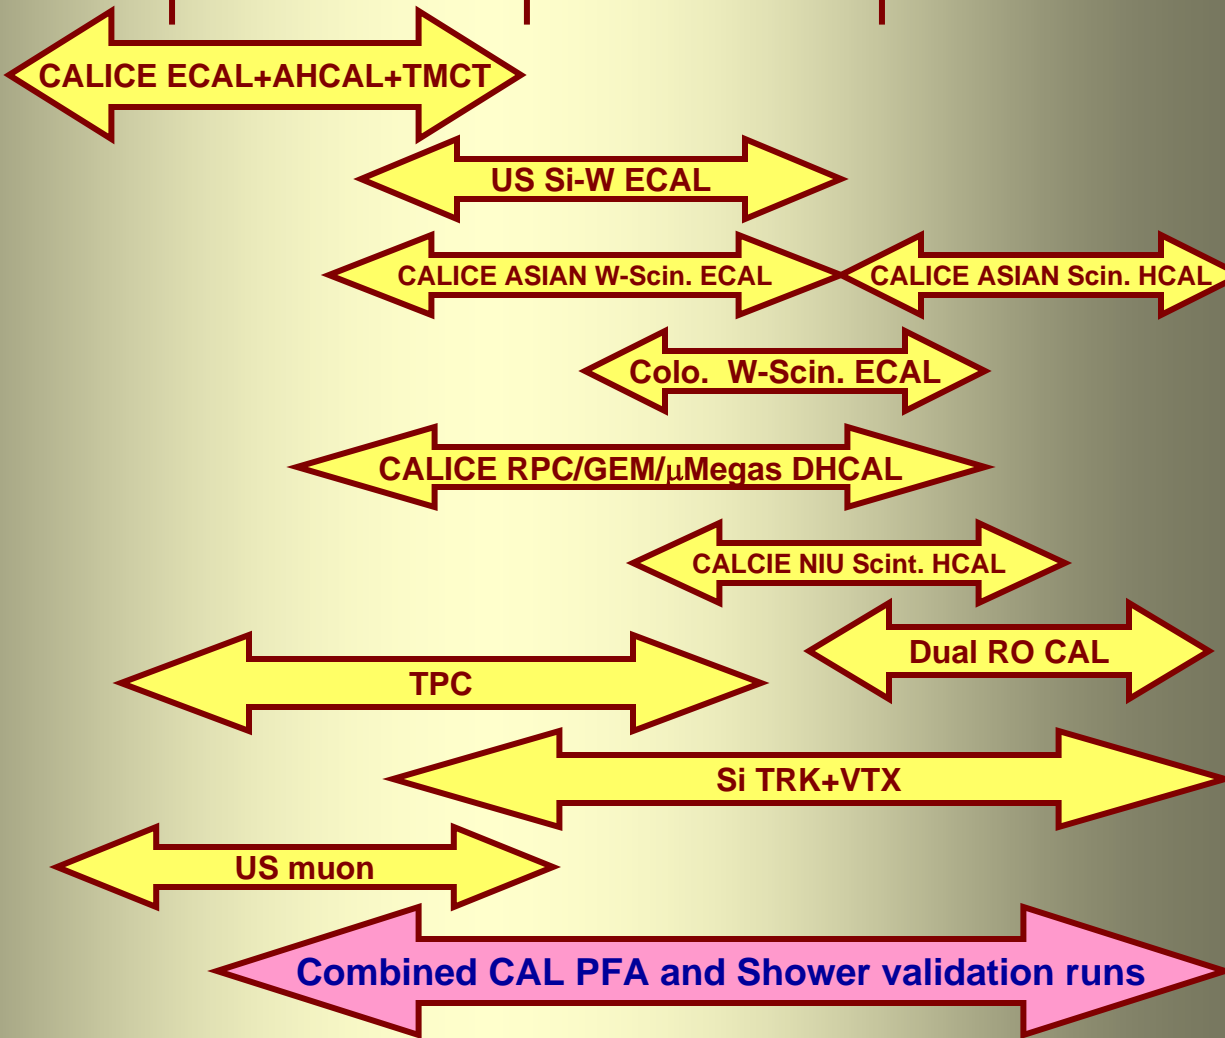 CALICE ECAL+AHCAL+TMCT
US Si-W ECAL
CALICE ASIAN W-Scin. ECAL
CALICE ASIAN Scin. HCAL
Colo. W-Scin. ECAL
CALICE RPC/GEM/μMegas DHCAL
CALCIE NIU Scint. HCAL
Dual RO CAL
TPC
Si TRK+VTX
US muon
Combined CAL PFA and Shower validation runs